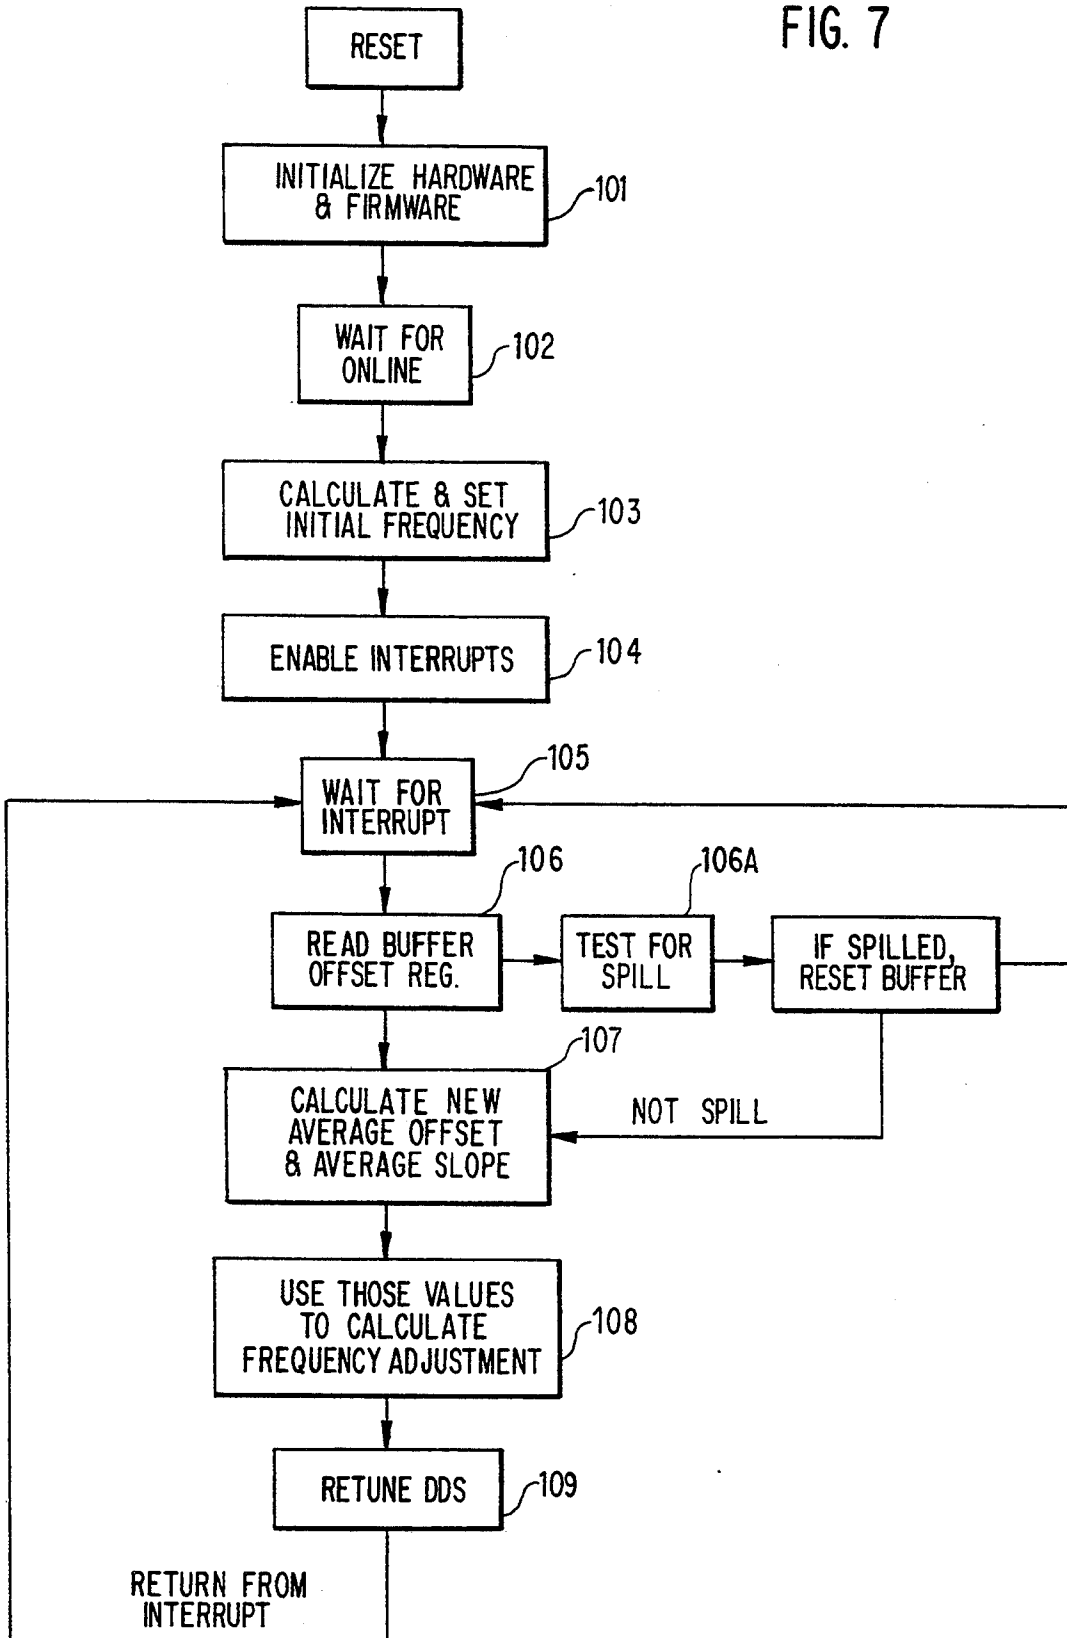 FIG. 7
RESET
INITIALIZE HARDWARE
& FIRMWARE
101
WAIT FOR
ONLINE
102
CALCULATE & SET
INITIAL FREQUENCY
103
ENABLE INTERRUPTS
104
WAIT FOR
INTERRUPT
105
READ BUFFER
OFFSET REG.
106
TEST FOR
SPILL
106A
IF SPILLED,
RESET BUFFER
CALCULATE NEW
AVERAGE OFFSET
& AVERAGE SLOPE
107
NOT SPILL
USE THOSE VALUES
TO CALCULATE
FREQUENCY ADJUSTMENT
108
RETUNE DDS
109
RETURN FROM
INTERRUPT